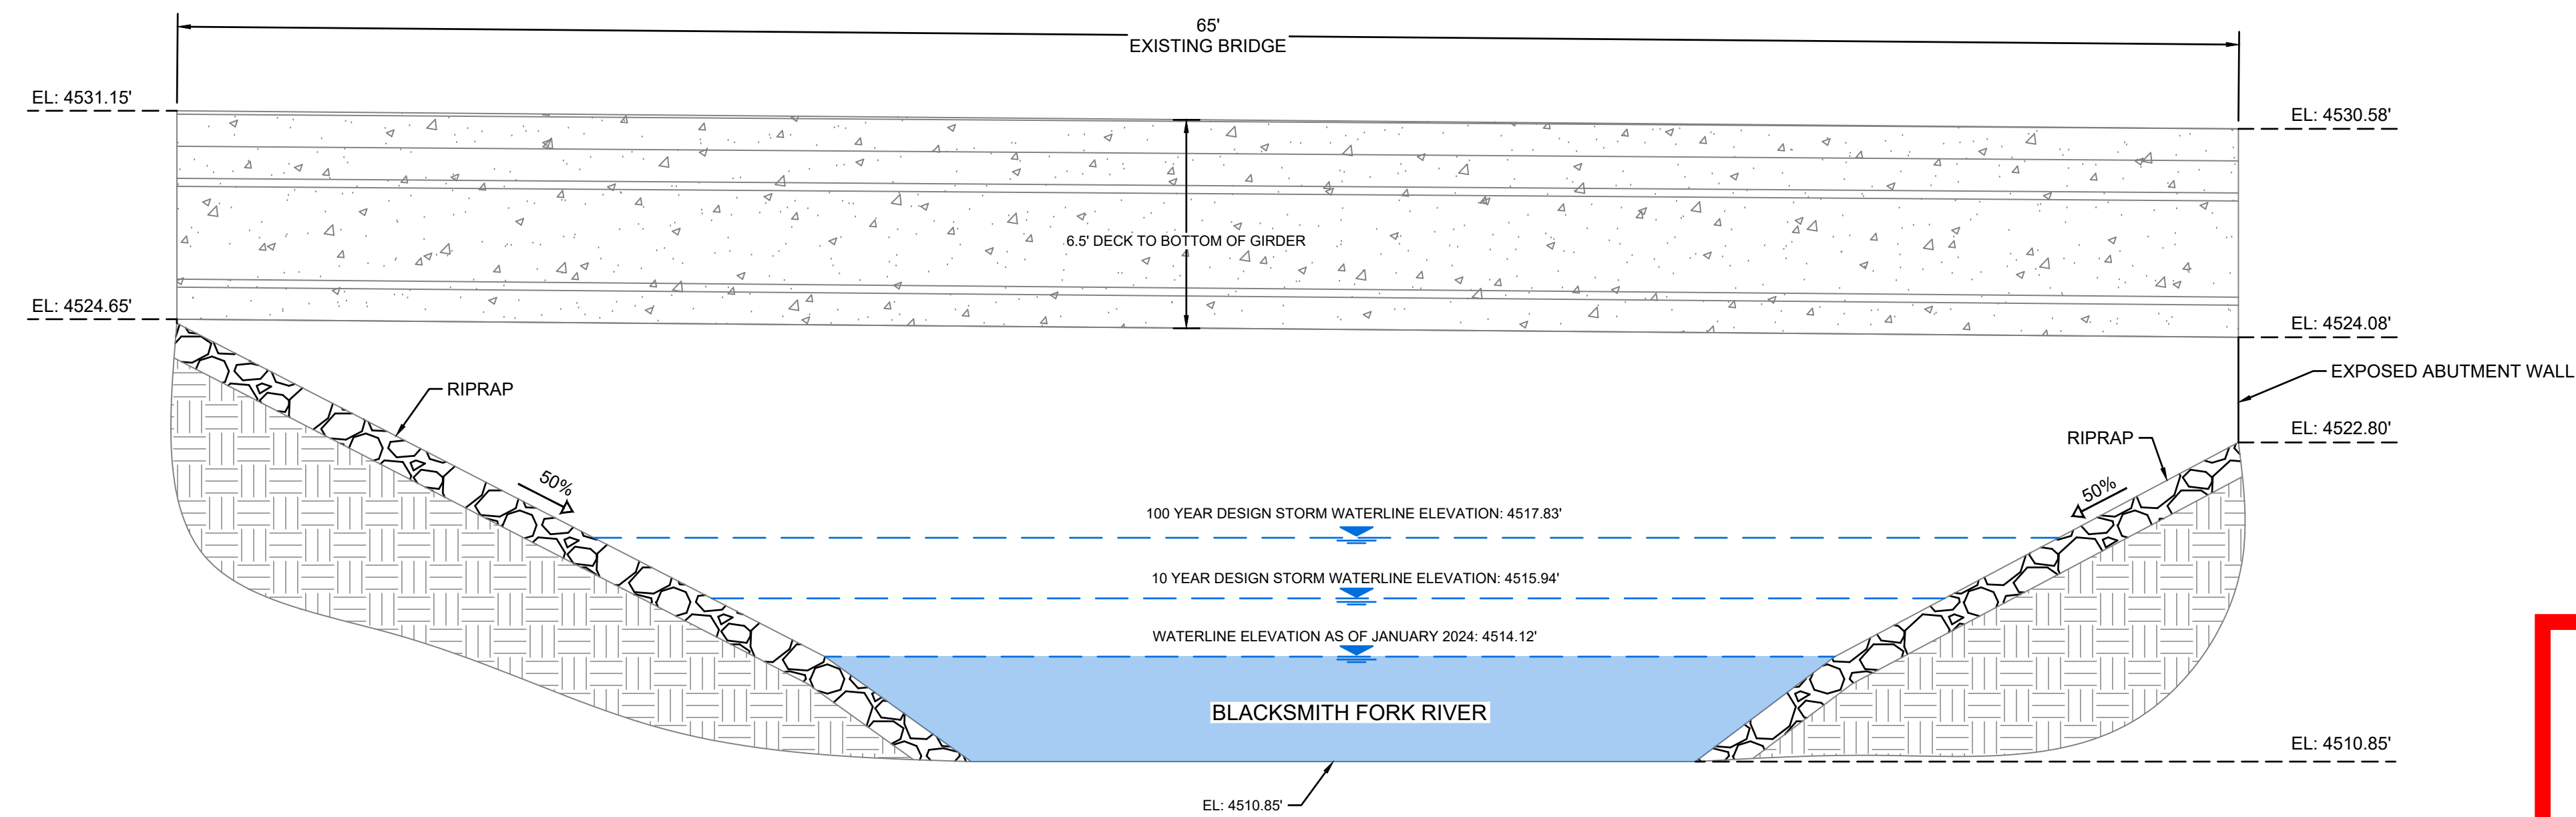 65'
EXISTING BRIDGE
EL: 4531.15'
EL: 4530.58'
6.5' DECK TO BOTTOM OF GIRDER
EL: 4524.65'
EL: 4524.08'
EXPOSED ABUTMENT WALL
RIPRAP
EL: 4522.80'
RIPRAP
50%
50%
100 YEAR DESIGN STORM WATERLINE ELEVATION: 4517.83'
10 YEAR DESIGN STORM WATERLINE ELEVATION: 4515.94'
WATERLINE ELEVATION AS OF JANUARY 2024: 4514.12'
BLACKSMITH FORK RIVER
EL: 4510.85'
EL: 4510.85'